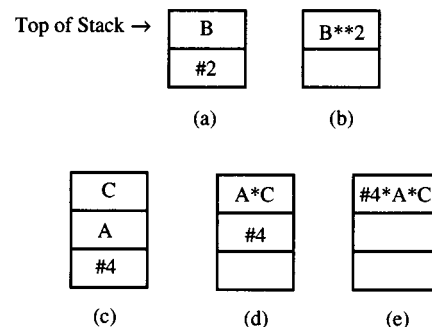 Top of Stack →
B
#2
(a)
B**2
(b)
C
A
#4
(c)
A*C
#4
(d)
#4*A*C
(e)